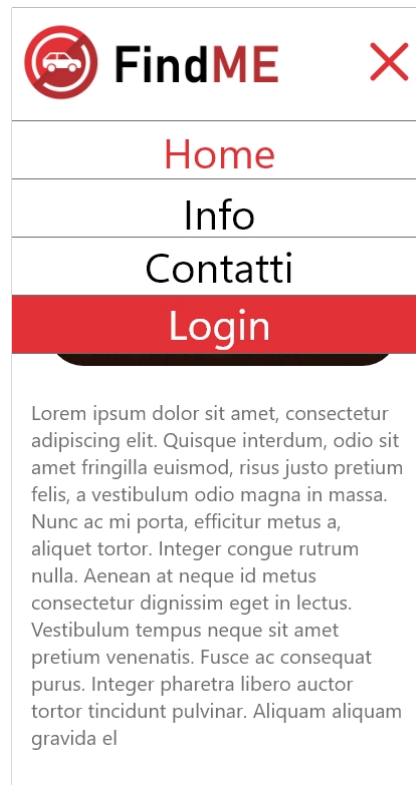 FindME
Home
Info
Contatti
Login
Lorem ipsum dolor sit amet, consectetur
adipiscing elit. Quisque interdum, odio sit
amet fringilla euismod, risus justo pretium
felis, a vestibulum odio magna in massa.
Nunc ac mi porta, efficitur metus a,
aliquet tortor. Integer congue rutrum
nulla. Aenean at neque id metus
consectetur dignissim eget in lectus.
Vestibulum tempus neque sit amet
pretium venenatis. Fusce ac consequat
purus. Integer pharetra libero auctor
tortor tincidunt pulvinar. Aliquam aliquam
gravida el